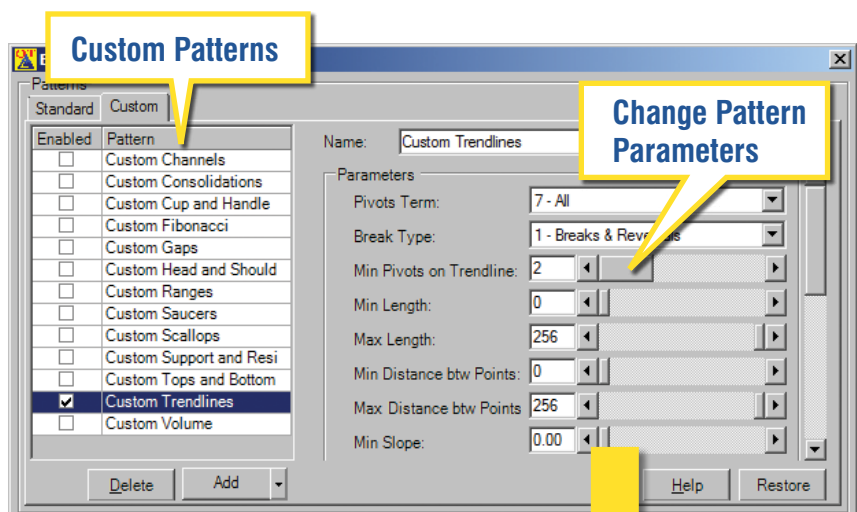 Custom Patterns
Change Pattern
Parameters
Patterns
Standard Custom
Enabled Pattern
Custom Channels
Custom Consolidations
Custom Cup and Handle
Custom Fibonacci
Custom Gaps
Custom Head and Should
Custom Ranges
Custom Saucers
Custom Scallops
Custom Support and Resi
Custom Tops and Bottom
Custom Trendlines
Custom Volume
Delete Add
Name: Custom Trendlines
Parameters
Pivots Term: 7 - All
Break Type: 1 - Breaks &
Min Pivots on Trendline: 2
Min Length: 0
Max Length: 256
Min Distance btw Points: 0
Max Distance btw Points 256
Min Slope: 0.00
Help Restore